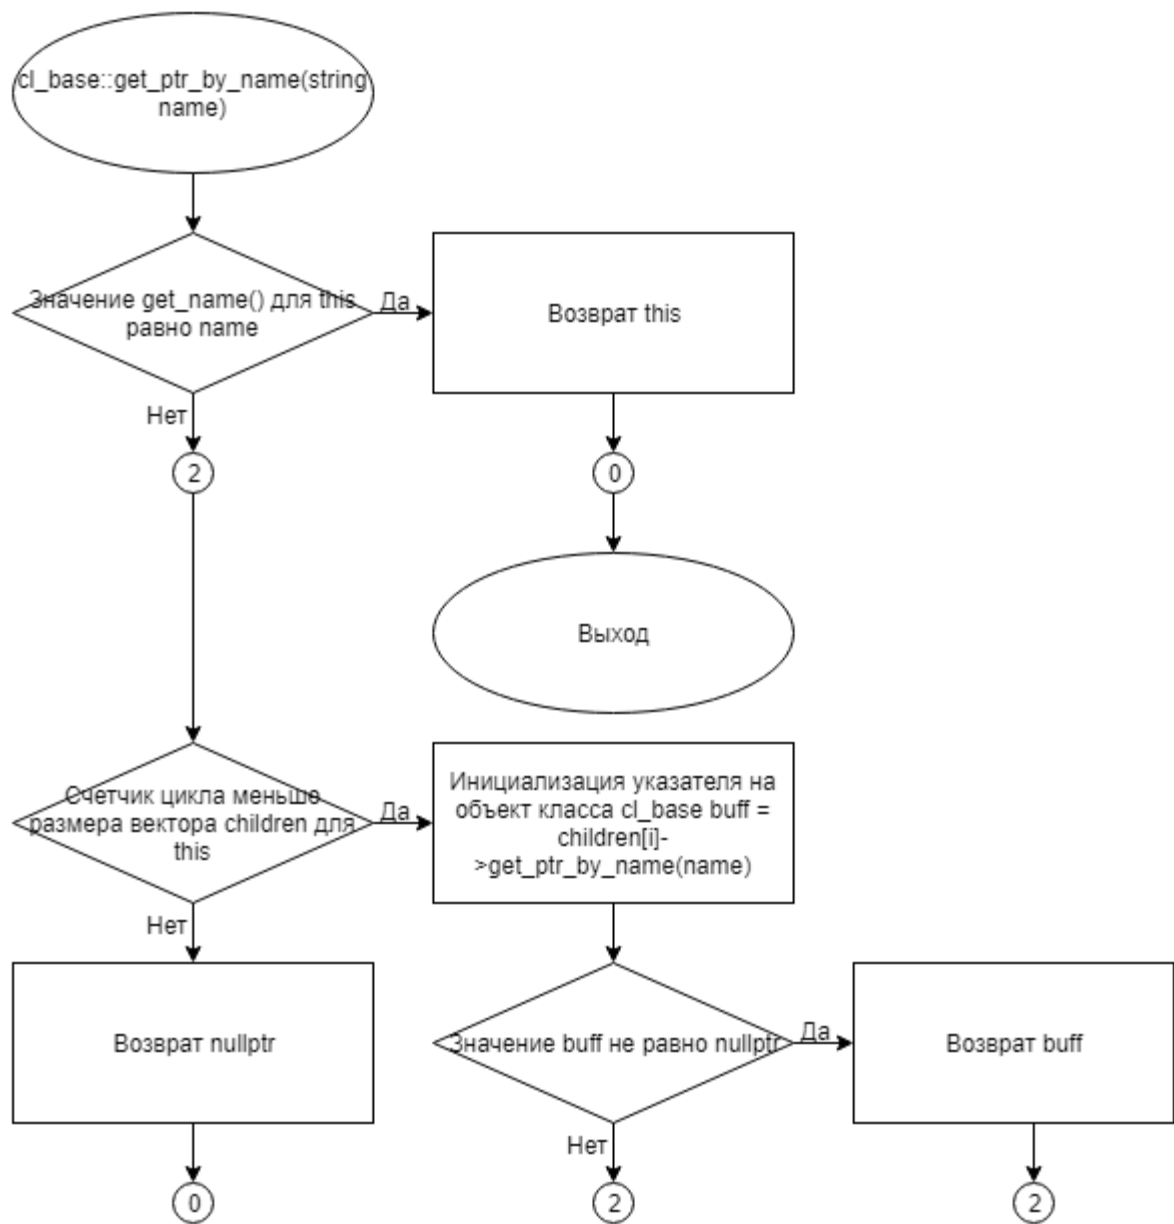 cl_base::get_ptr_by_name(string
name)
Значение get_name() для this
равно name
Да
Возврат this
Нет
2
0
Выход
Счетчик цикла меньше
размера вектора children для
this
Да
Инициализация указателя на
объект класса cl_base buff =
children[i]-
>get_ptr_by_name(name)
Нет
Возврат nullptr
Значение buff не равно nullptr
Да
Возврат buff
Нет
0
2
2